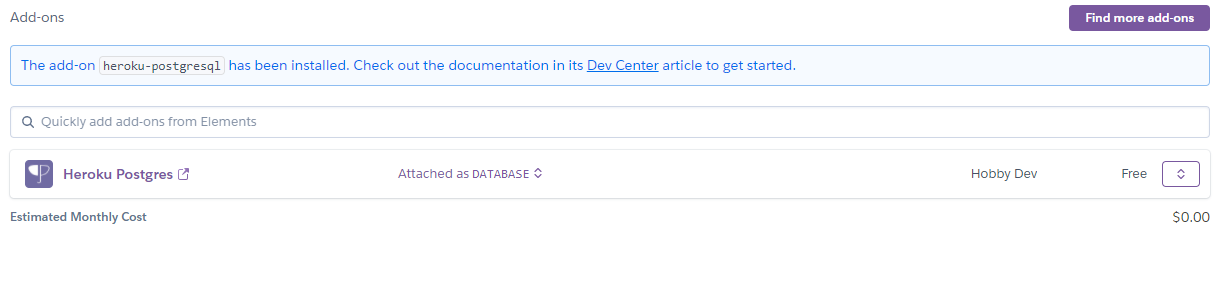 Add-ons
Find more add-ons
The add-on heroku-postgresql has been installed. Check out the documentation in its Dev Center article to get started.
Quickly add add-ons from Elements
Heroku Postgres Attached as DATABASE Hobby Dev Free
Estimated Monthly Cost $0.00